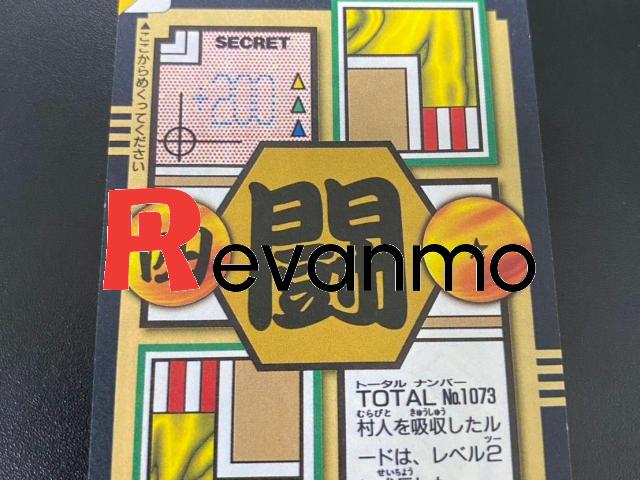 ▲ここからめくってください
SECRET
+200
闘
四
Revanmo
トータル ナンバー
TOTAL No.1073
むらびと きゅうしゅう
村人を吸収したル
ツー
ードは、レベル2
せいちょう